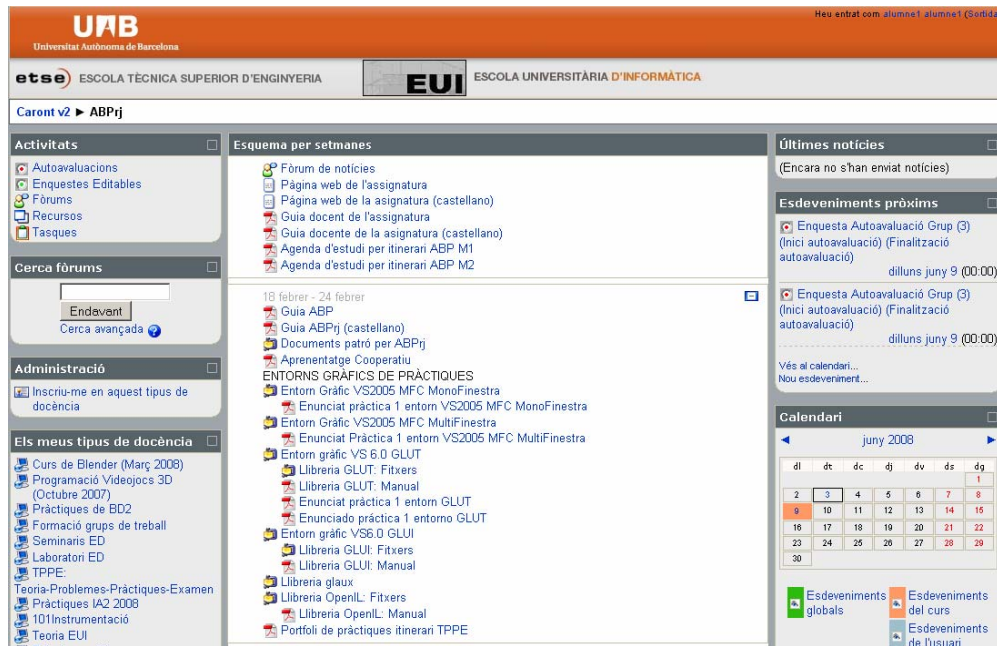 Heu entrat com alumne1 alumne1 (Sortida
UAB
Universitat Autònoma de Barcelona
etse) ESCOLA TÈCNICA SUPERIOR D'ENGINYERIA
EUI ESCOLA UNIVERSITÀRIA D'INFORMÀTICA
Caront v2 ► ABPrj
Activitats
Autoavaluacions
Enquestes Editables
Fòrums
Recursos
Tasques
Cerca fòrums
Endavant
Cerca avançada
Administració
Inscriu-me en aquest tipus de
docència
Els meus tipus de docència
Curs de Blender (Març 2008)
Programació Videojocs 3D
(Octubre 2007)
Pràctiques de BD2
Formació grups de treball
Seminaris ED
Laboratori ED
TPPE:
Teoria-Problemes-Pràctiques-Examen
Pràctiques IA2 2008
101Instrumentació
Teoria EUI
Esquema per setmanes
Fòrum de notícies
Pàgina web de l'assignatura
Página web de la asignatura (castellano)
Guia docent de l'assignatura
Guia docente de la asignatura (castellano)
Agenda d'estudi per itinerari ABP M1
Agenda d'estudi per itinerari ABP M2
18 febrer - 24 febrer
Guia ABP
Guia ABPrj (castellano)
Documents patró per ABPrj
Aprenentatge Cooperatiu
ENTORNS GRÀFICS DE PRÀCTIQUES
Entorn Gràfic VS2005 MFC MonoFinestra
Enunciat pràctica 1 entorn VS2005 MFC MonoFinestra
Entorn Gràfic VS2005 MFC MultiFinestra
Enunciat Pràctica 1 entorn VS2005 MFC MultiFinestra
Entorn gràfic VS 6.0 GLUT
Llibreria GLUT: Fitxers
Llibreria GLUT: Manual
Enunciat pràctica 1 entorn GLUT
Enunciado práctica 1 entorno GLUT
Entorn gràfic VS6.0 GLUI
Llibreria GLUI: Fitxers
Llibreria GLUI: Manual
Llibreria glaux
Llibreria OpenIL: Fitxers
Llibreria OpenIL: Manual
Portfoli de pràctiques itinerari TPPE
Últimes notícies
(Encara no s'han enviat notícies)
Esdeveniments pròxims
Enquesta Autoavaluació Grup (3)
(Inici autoavaluació) (Finalització
autoavaluació)
dilluns juny 9 (00:00)
Enquesta Autoavaluació Grup (3)
(Inici autoavaluació) (Finalització
autoavaluació)
dilluns juny 9 (00:00)
Vés al calendari...
Nou esdeveniment...
Calendari
◄ juny 2008 ►
dl dt dc dj dv ds dg
1
2 3 4 5 6 7 8
9 10 11 12 13 14 15
16 17 18 19 20 21 22
23 24 25 26 27 28 29
30
Esdeveniments
globals
Esdeveniments
del curs
Esdeveniments
de l'usuari